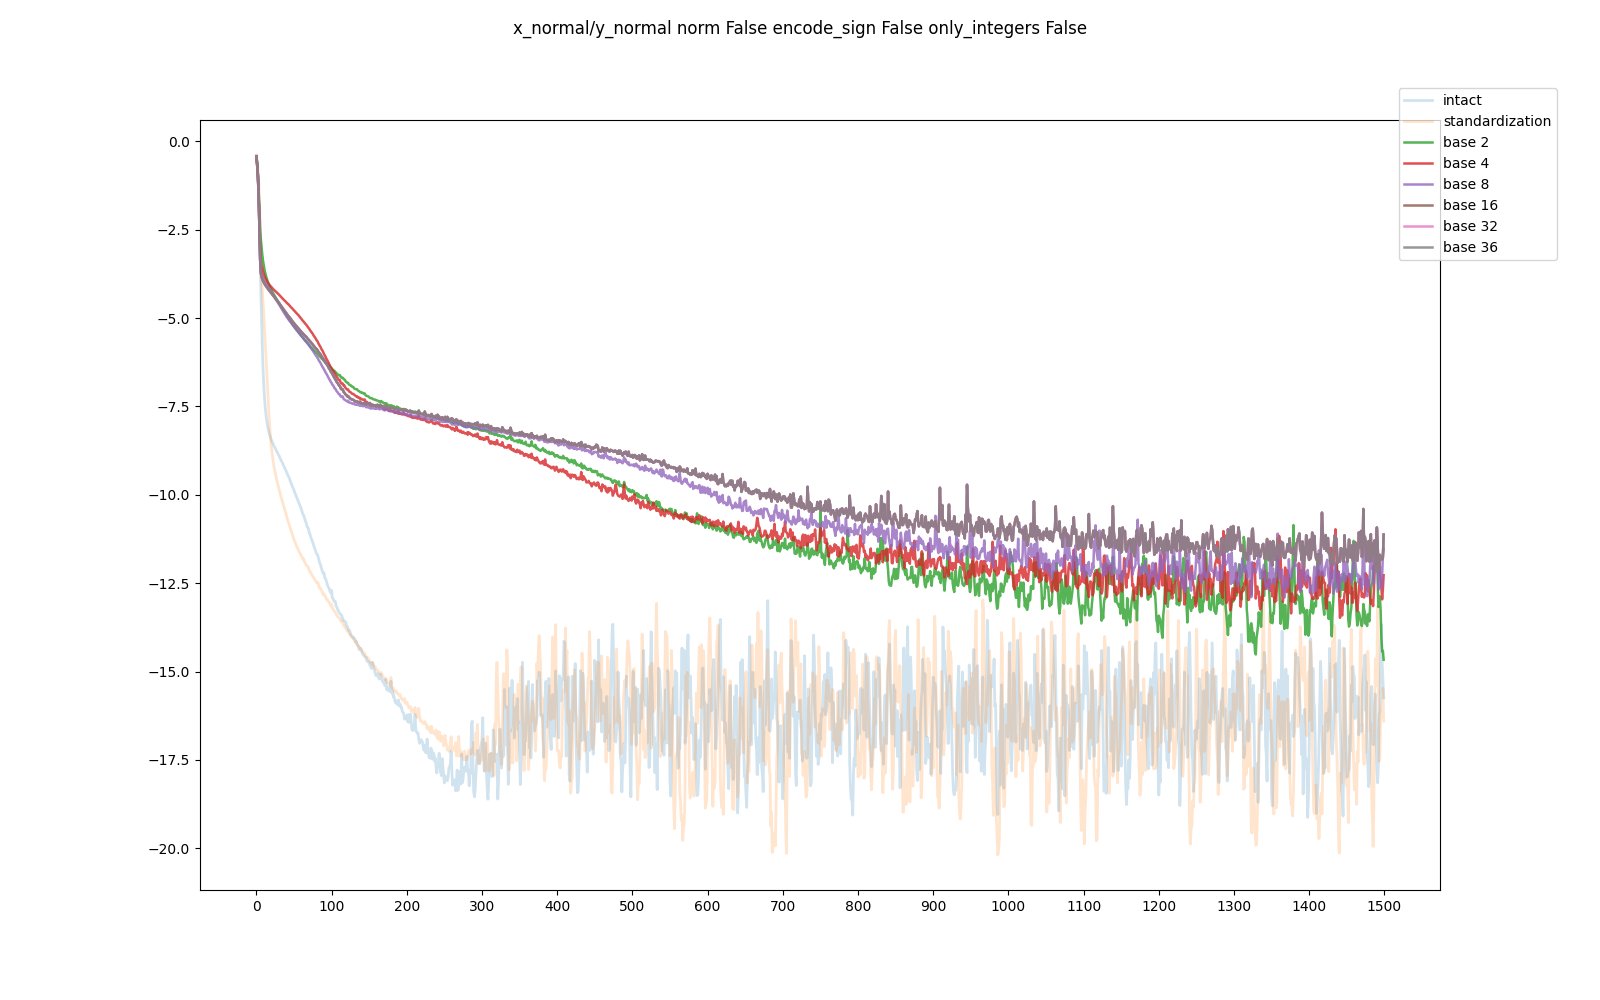 x_normal/y_normal norm False encode_sign False only_integers False
intact
standardization
base 2
base 4
base 8
base 16
base 32
base 36
0.0
−2.5
−5.0
−7.5
−10.0
−12.5
−15.0
−17.5
−20.0
0 100 200 300 400 500 600 700 800 900 1000 1100 1200 1300 1400 1500